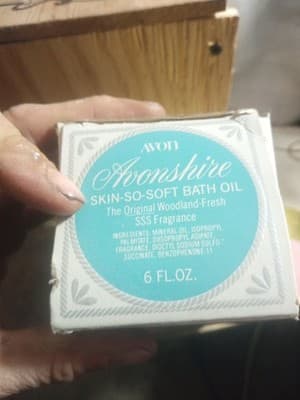 AVON
Avonshire
SKIN-SO-SOFT BATH OIL
The Original Woodland-Fresh
SSS Fragrance
INGREDIENTS: MINERAL OIL, ISOPROPYL
PALMITATE, DIISOPROPYL ADIPATE,
FRAGRANCE, DIOCTYL SODIUM SULFO-
SUCCINATE, BENZOPHENONE-11
6 FL.OZ.